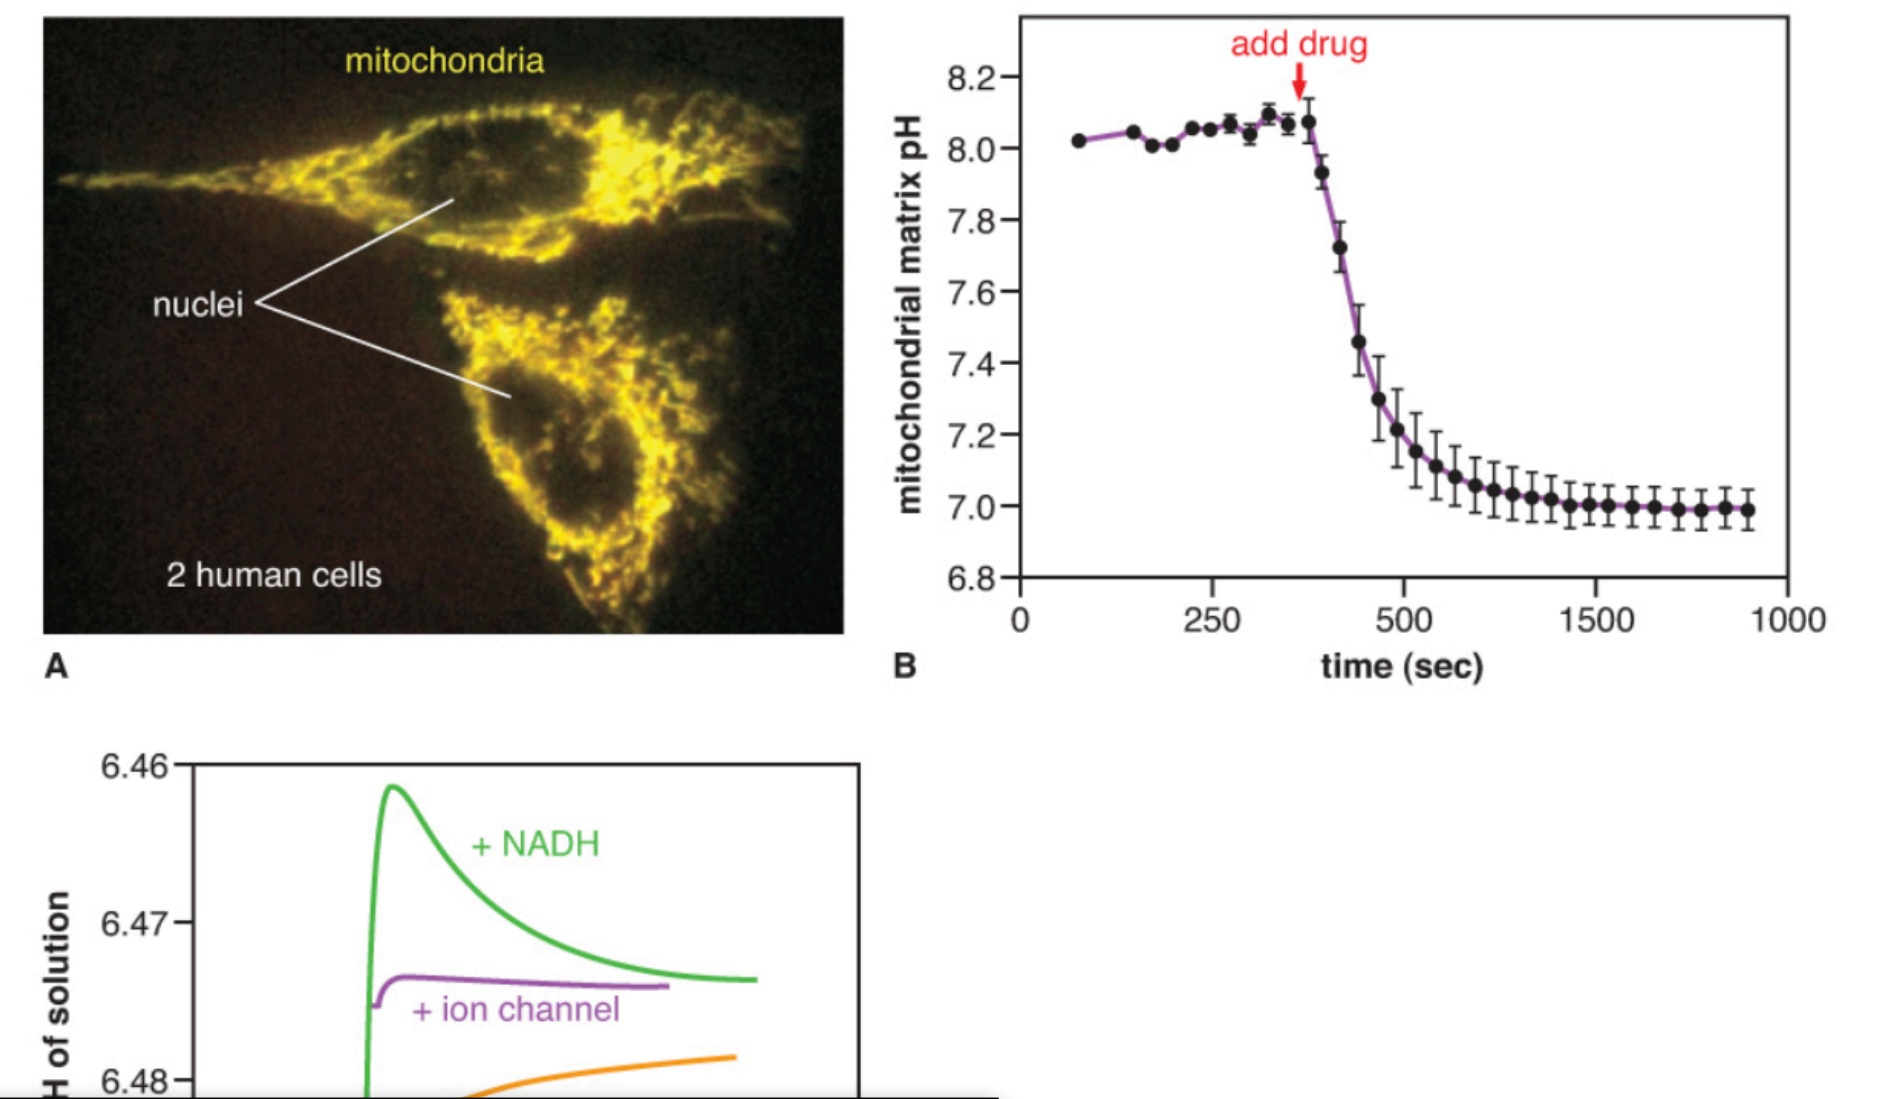 mitochondria
nuclei
2 human cells
A
add drug
mitochondrial matrix pH
8.2
8.0
7.8
7.6
7.4
7.2
7.0
6.8
0 250 500 1500 1000
time (sec)
B
H of solution
6.46
6.47
6.48
+ NADH
+ ion channel